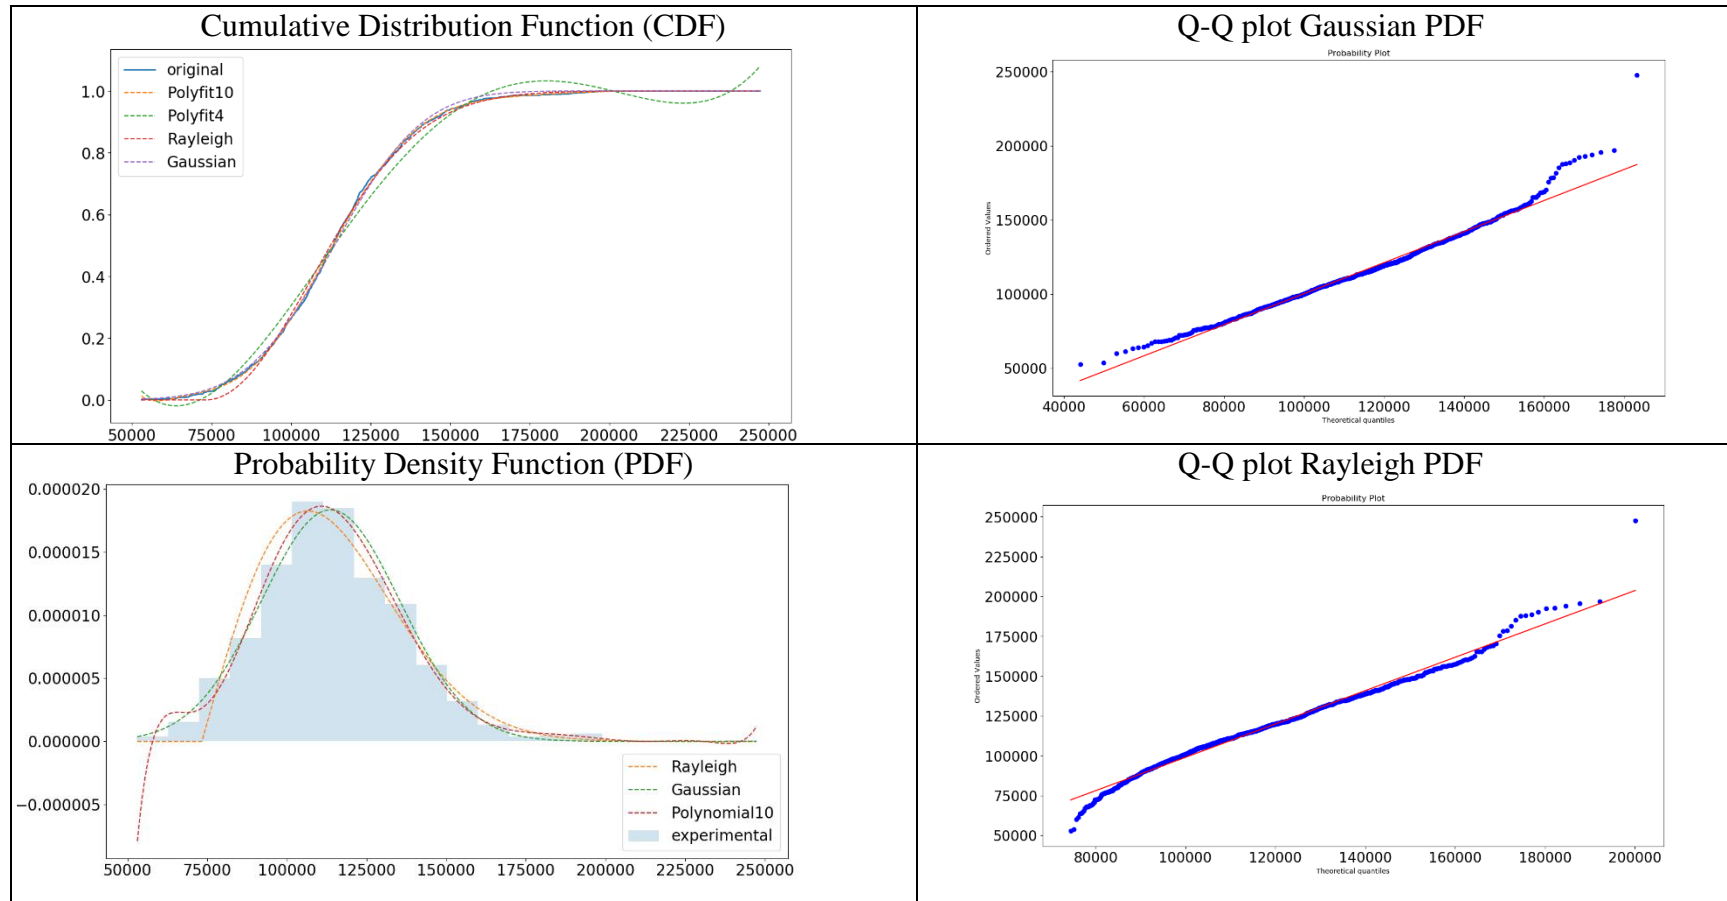 Cumulative Distribution Function (CDF)
original
Polyfit10
Polyfit4
Rayleigh
Gaussian
1.0
0.8
0.6
0.4
0.2
0.0
50000 75000 100000 125000 150000 175000 200000 225000 250000
Q-Q plot Gaussian PDF
Probability Plot
250000
200000
150000
100000
50000
Ordered Values
40000 60000 80000 100000 120000 140000 160000 180000
Theoretical quantiles
Probability Density Function (PDF)
0.000020
0.000015
0.000010
0.000005
0.000000
−0.000005
Rayleigh
Gaussian
Polynomial10
experimental
50000 75000 100000 125000 150000 175000 200000 225000 250000
Q-Q plot Rayleigh PDF
Probability Plot
250000
225000
200000
175000
150000
125000
100000
75000
50000
Ordered Values
80000 100000 120000 140000 160000 180000 200000
Theoretical quantiles